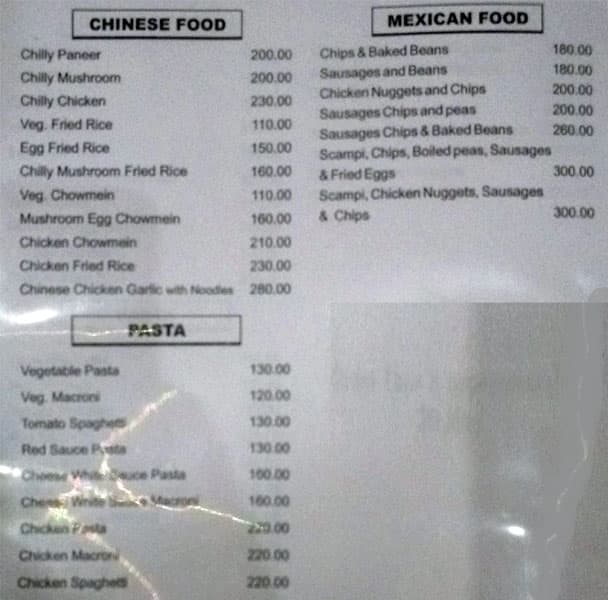 CHINESE FOOD
Chilly Paneer 200.00
Chilly Mushroom 200.00
Chilly Chicken 230.00
Veg. Fried Rice 110.00
Egg Fried Rice 150.00
Chilly Mushroom Fried Rice 160.00
Veg. Chowmein 110.00
Mushroom Egg Chowmein 160.00
Chicken Chowmein 210.00
Chicken Fried Rice 230.00
Chinese Chicken Garlic with Noodles 280.00
PASTA
Vegetable Pasta 130.00
Veg. Macroni 120.00
Tomato Spaghetti 130.00
Red Sauce Pasta 130.00
Cheese White Sauce Pasta 160.00
Cheese White Sauce Macroni 160.00
Chicken Pasta 220.00
Chicken Macroni 220.00
Chicken Spaghetti 220.00
MEXICAN FOOD
Chips & Baked Beans 180.00
Sausages and Beans 180.00
Chicken Nuggets and Chips 200.00
Sausages Chips and peas 200.00
Sausages Chips & Baked Beans 260.00
Scampi, Chips, Boiled peas, Sausages
& Fried Eggs 300.00
Scampi, Chicken Nuggets, Sausages
& Chips 300.00